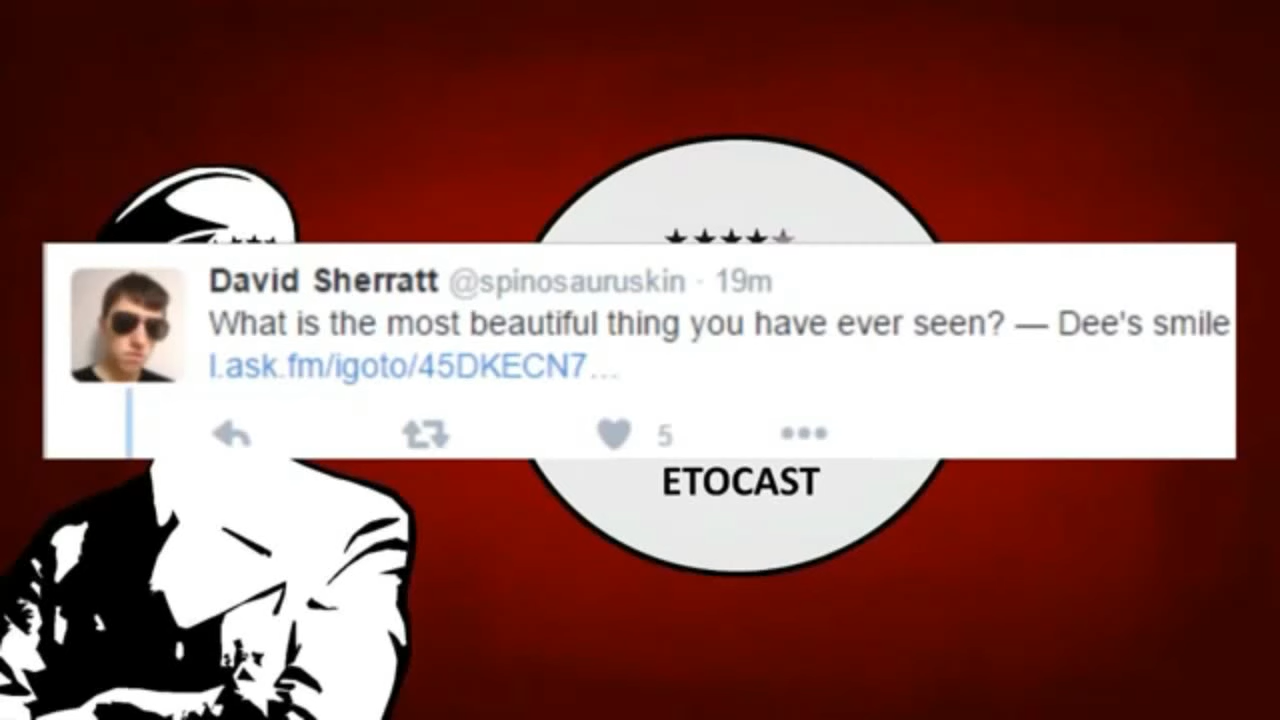 David Sherratt @spinosauruskin · 19m
What is the most beautiful thing you have ever seen? — Dee's smile
l.ask.fm/igoto/45DKECN7...
5
ETOCAST